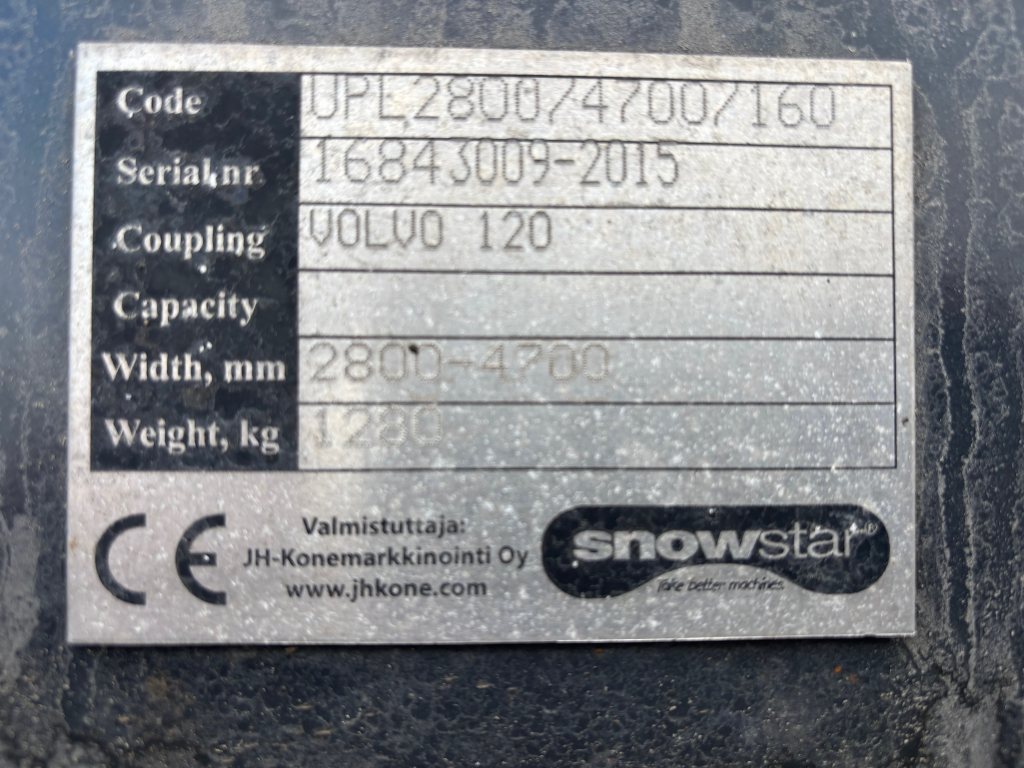 Code UPL2800/4700/160
Serial nr 16843009-2015
Coupling VOLVO 120
Capacity
Width, mm 2800-4700
Weight, kg 1280
CE
Valmistuttaja:
JH-Konemarkkinointi Oy
www.jhkone.com
snowstar®
Take better machines.